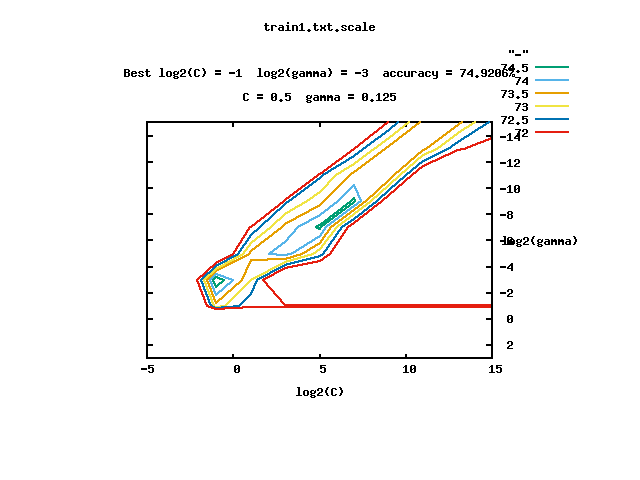 train1.txt.scale
"-"
Best log2(C) = -1  log2(gamma) = -3  accuracy = 74.9206%
74.5
74
C = 0.5  gamma = 0.125
73.5
73
72.5
72
-14
-12
-10
-8
-6
log2(gamma)
-4
-2
0
2
-5 0 5 10 15
log2(C)